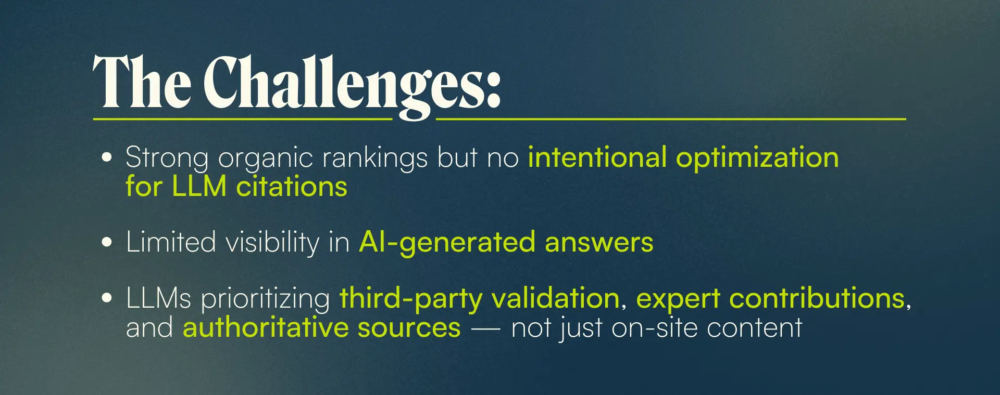 The Challenges:
• Strong organic rankings but no intentional optimization
for LLM citations
• Limited visibility in AI-generated answers
• LLMs prioritizing third-party validation, expert contributions,
and authoritative sources — not just on-site content